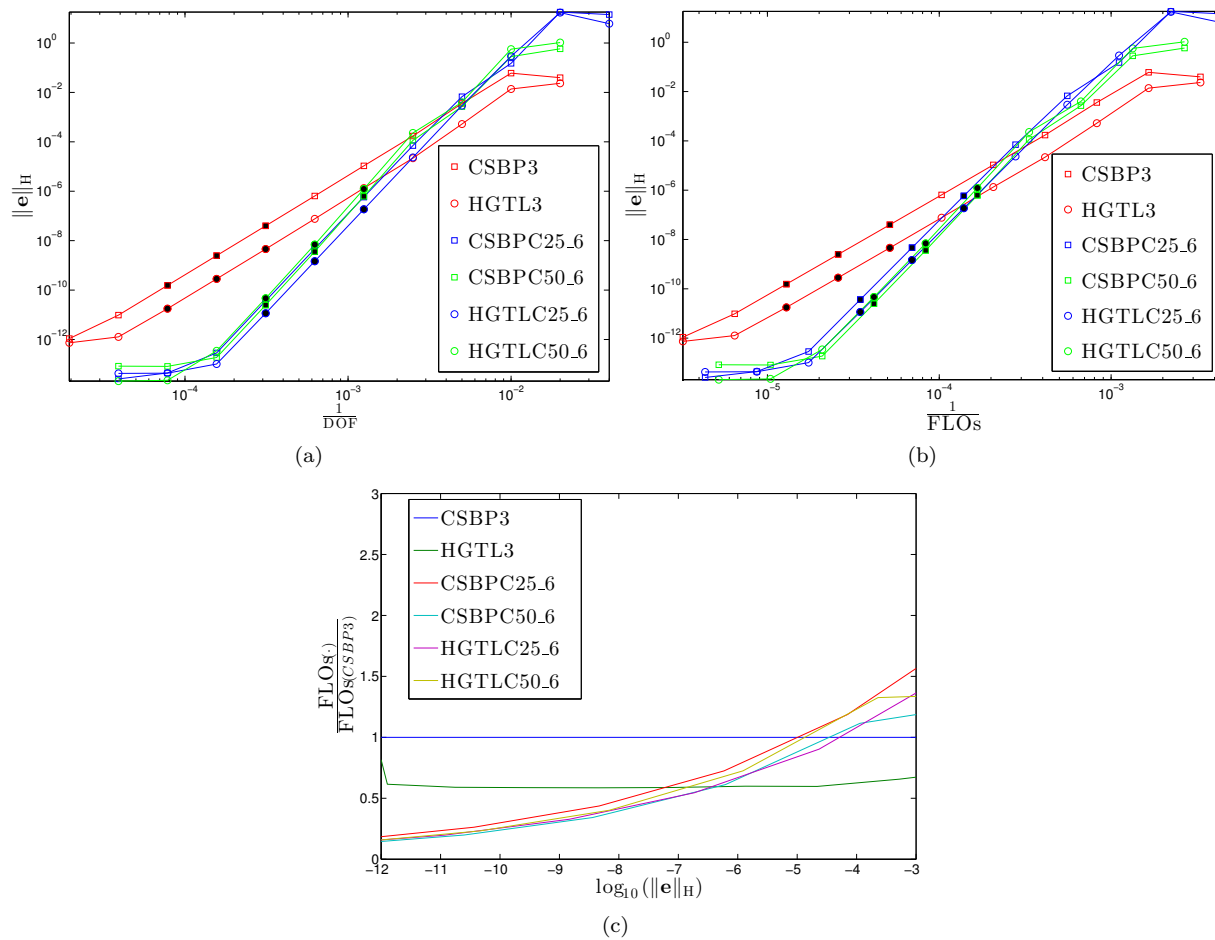 10^0
10^−2
10^−4
10^−6
10^−8
10^−10
10^−12
‖e‖_H
10^−4
10^−3
10^−2
1/DOF
CSBP3
HGTL3
CSBPC25_6
CSBPC50_6
HGTLC25_6
HGTLC50_6
(a)
10^0
10^−2
10^−4
10^−6
10^−8
10^−10
10^−12
‖e‖_H
10^−5
10^−4
10^−3
1/FLOs
CSBP3
HGTL3
CSBPC25_6
CSBPC50_6
HGTLC25_6
HGTLC50_6
(b)
3
2.5
2
1.5
1
0.5
0
FLOs(·)/FLOs(CSBP3)
CSBP3
HGTL3
CSBPC25_6
CSBPC50_6
HGTLC25_6
HGTLC50_6
−12
−11
−10
−9
−8
−7
−6
−5
−4
−3
log_10 (‖e‖_H)
(c)